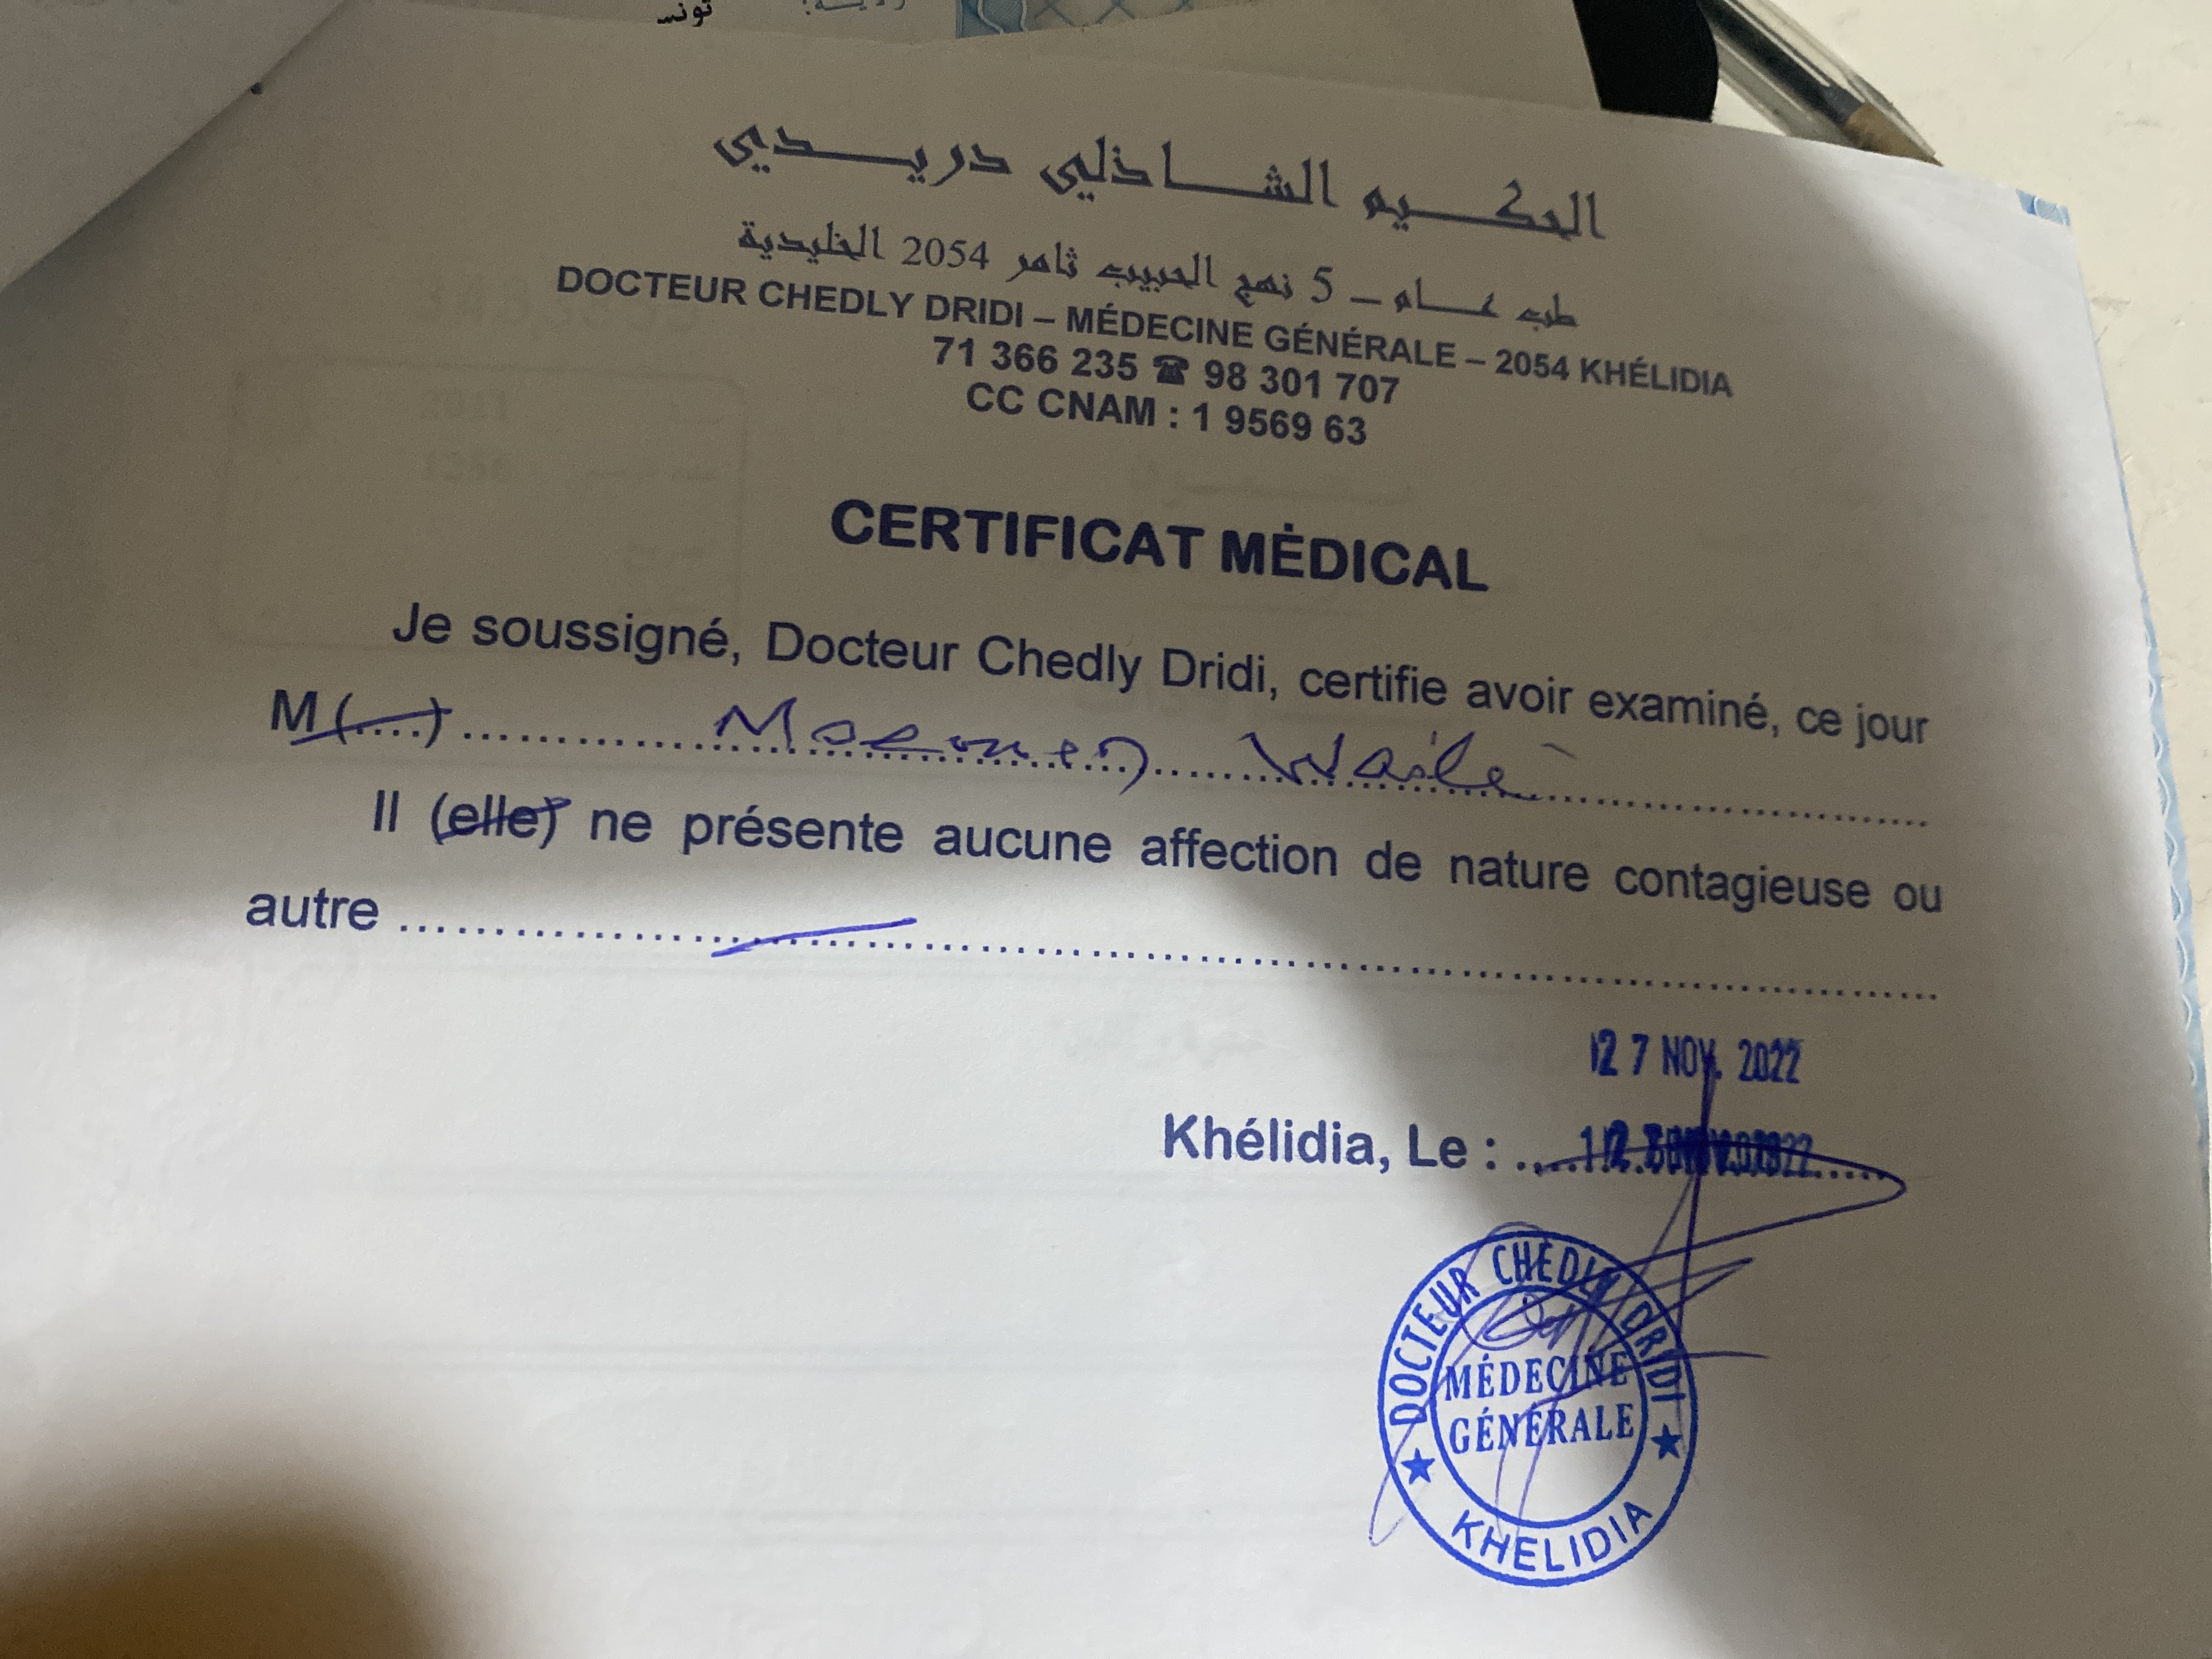 تونس
الحكيم الشاذلي دريدي
طب عام – 5 نهج الحبيب ثامر 2054 الخليدية
DOCTEUR CHEDLY DRIDI – MÉDECINE GÉNÉRALE – 2054 KHÉLIDIA
71 366 235 ☎ 98 301 707
CC CNAM : 1 9569 63
CERTIFICAT MÉDICAL
Je soussigné, Docteur Chedly Dridi, certifie avoir examiné, ce jour
M(....)
Il (elle) ne présente aucune affection de nature contagieuse ou
autre
27 NOV. 2022
Khélidia, Le :
DOCTEUR CHEDLY DRIDI
MÉDECINE
GÉNÉRALE
KHELIDIA